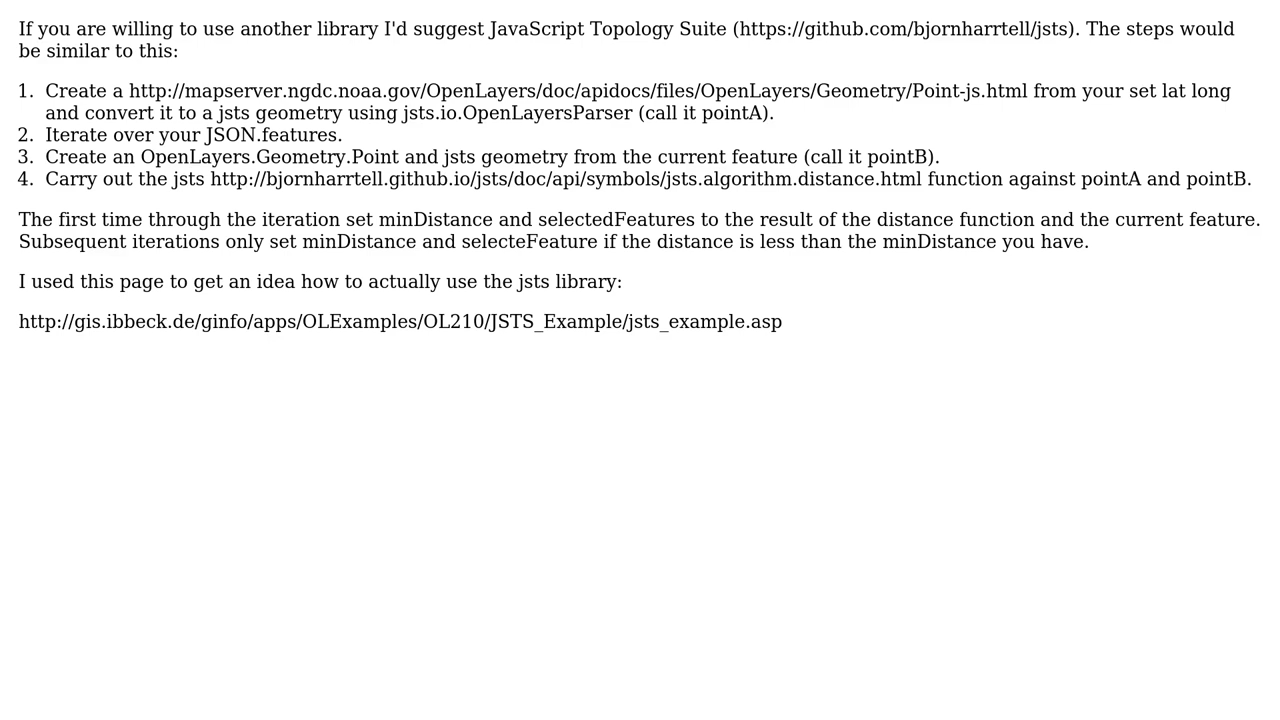 If you are willing to use another library I'd suggest JavaScript Topology Suite (https://github.com/bjornharrtell/jsts). The steps would
be similar to this:
1. Create a http://mapserver.ngdc.noaa.gov/OpenLayers/doc/apidocs/files/OpenLayers/Geometry/Point-js.html from your set lat long
and convert it to a jsts geometry using jsts.io.OpenLayersParser (call it pointA).
2. Iterate over your JSON.features.
3. Create an OpenLayers.Geometry.Point and jsts geometry from the current feature (call it pointB).
4. Carry out the jsts http://bjornharrtell.github.io/jsts/doc/api/symbols/jsts.algorithm.distance.html function against pointA and pointB.
The first time through the iteration set minDistance and selectedFeatures to the result of the distance function and the current feature.
Subsequent iterations only set minDistance and selecteFeature if the distance is less than the minDistance you have.
I used this page to get an idea how to actually use the jsts library:
http://gis.ibbeck.de/ginfo/apps/OLExamples/OL210/JSTS_Example/jsts_example.asp